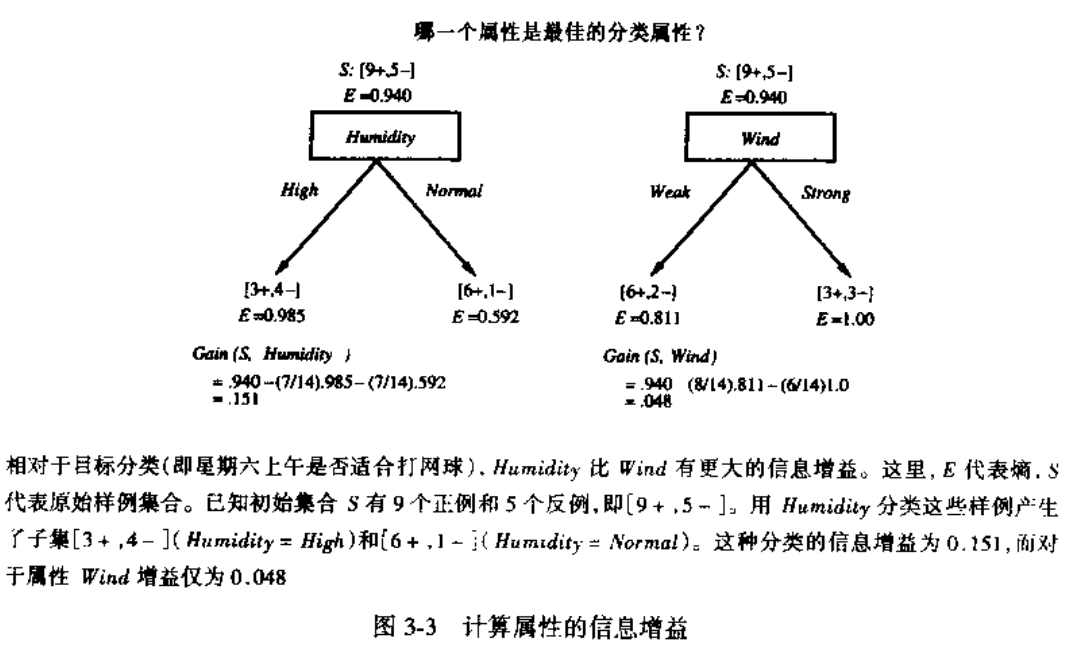 哪一个属性是最佳的分类属性?
S: [9+,5-] S: [9+,5-]
E=0.940 E=0.940
Humidity Wind
High Normal Weak Strong
[3+,4-] [6+,1-] [6+,2-] [3+,3-]
E=0.985 E=0.592 E=0.811 E=1.00
Gain (S, Humidity ) Gain (S, Wind)
= .940-(7/14).985-(7/14).592 = .940 (8/14).811-(6/14)1.0
= .151 = .048
相对于目标分类(即星期六上午是否适合打网球),Humidity 比 Wind 有更大的信息增益。这里,E 代表熵,S
代表原始样例集合。已知初始集合 S 有 9 个正例和 5 个反例,即[9+,5-]。用 Humidity 分类这些样例产生
了子集[3+,4-](Humidity = High)和[6+,1-](Humidity = Normal)。这种分类的信息增益为 0.151,而对
于属性 Wind 增益仅为 0.048
图 3-3 计算属性的信息增益